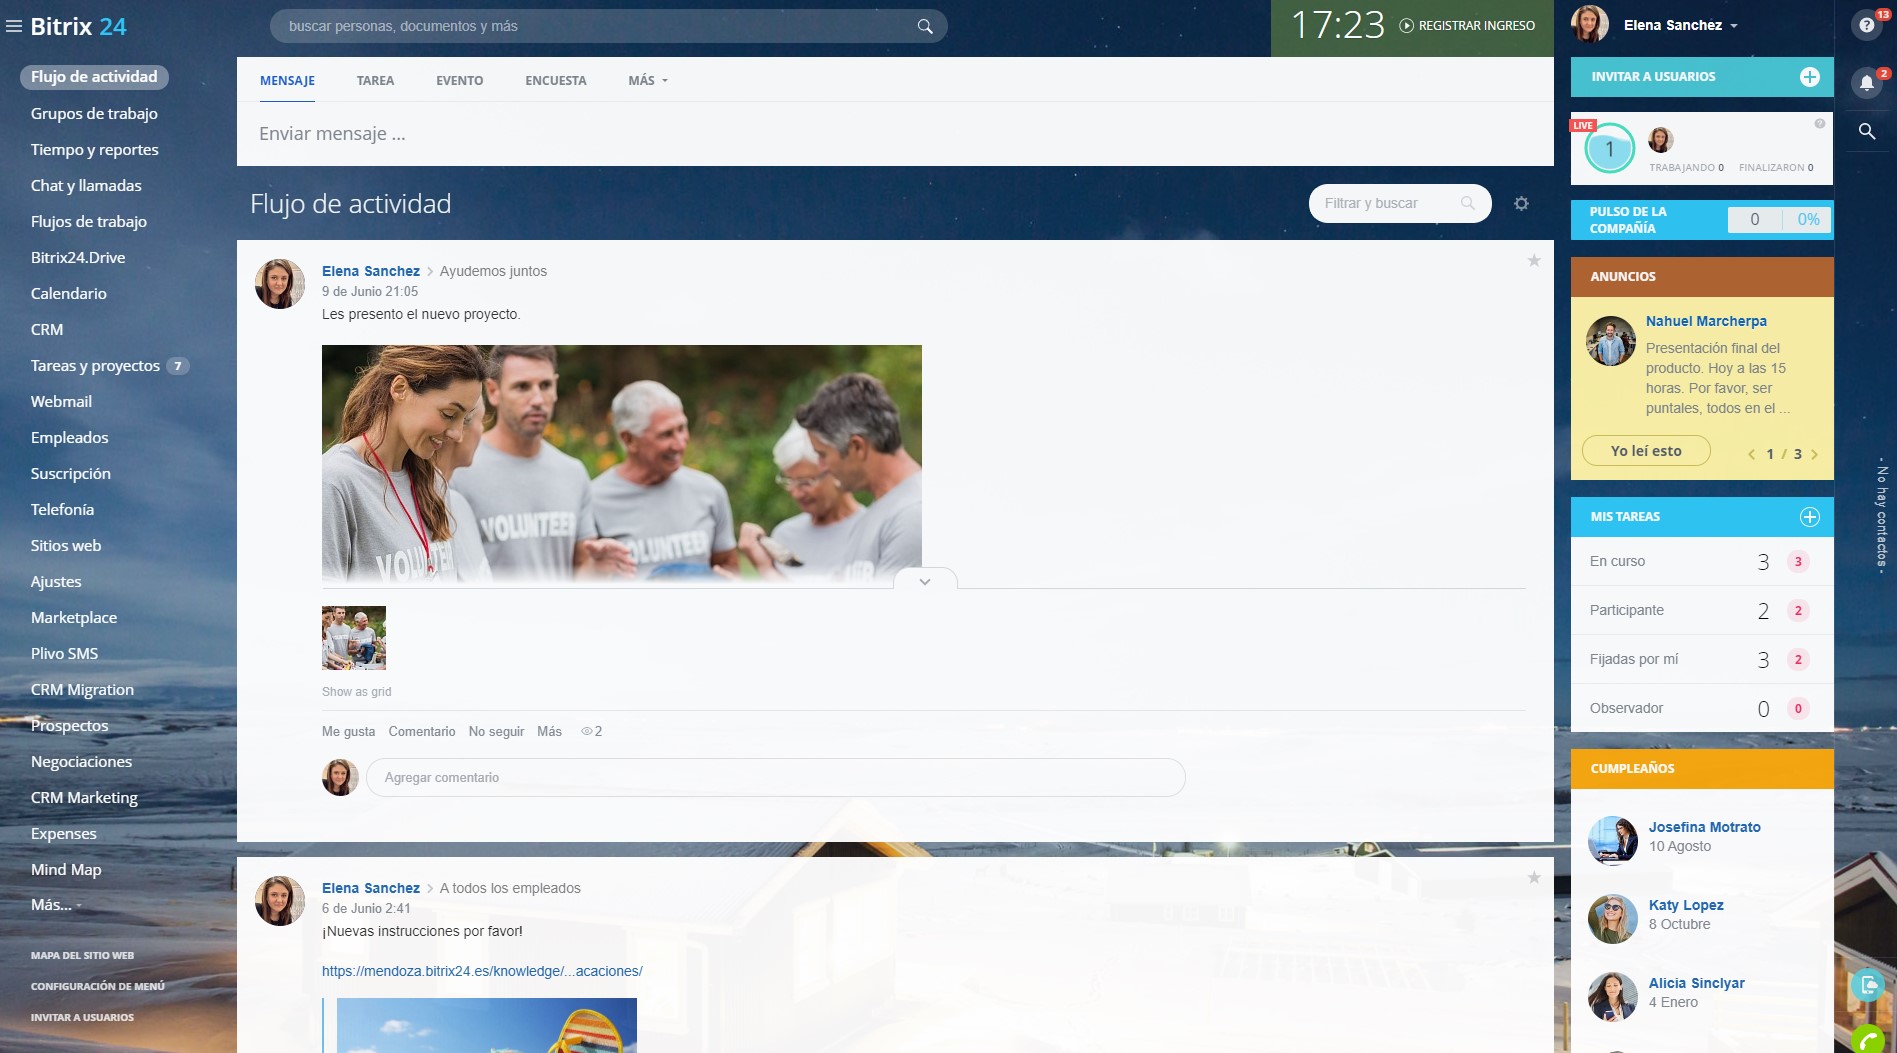 Bitrix 24
buscar personas, documentos y más
17:23
REGISTRAR INGRESO
Elena Sanchez
13
2
Flujo de actividad
Grupos de trabajo
Tiempo y reportes
Chat y llamadas
Flujos de trabajo
Bitrix24.Drive
Calendario
CRM
Tareas y proyectos 7
Webmail
Empleados
Suscripción
Telefonía
Sitios web
Ajustes
Marketplace
Plivo SMS
CRM Migration
Prospectos
Negociaciones
CRM Marketing
Expenses
Mind Map
Más...
MAPA DEL SITIO WEB
CONFIGURACIÓN DE MENÚ
INVITAR A USUARIOS
MENSAJE TAREA EVENTO ENCUESTA MÁS
Enviar mensaje ...
Flujo de actividad
Filtrar y buscar
Elena Sanchez > Ayudemos juntos
9 de Junio 21:05
Les presento el nuevo proyecto.
VOLUNTEER
VOLUNTEER
Show as grid
Me gusta Comentario No seguir Más 2
Agregar comentario
Elena Sanchez > A todos los empleados
6 de Junio 2:41
¡Nuevas instrucciones por favor!
https://mendoza.bitrix24.es/knowledge/...acaciones/
INVITAR A USUARIOS
LIVE
1
TRABAJANDO 0 FINALIZARON 0
PULSO DE LA
COMPAÑÍA
0 0%
ANUNCIOS
Nahuel Marcherpa
Presentación final del
producto. Hoy a las 15
horas. Por favor, ser
puntales, todos en el ...
Yo leí esto
1 / 3
MIS TAREAS
En curso 3 3
Participante 2 2
Fijadas por mí 3 2
Observador 0 0
CUMPLEAÑOS
Josefina Motrato
10 Agosto
Katy Lopez
8 Octubre
Alicia Sinclyar
4 Enero
- No hay contactos -